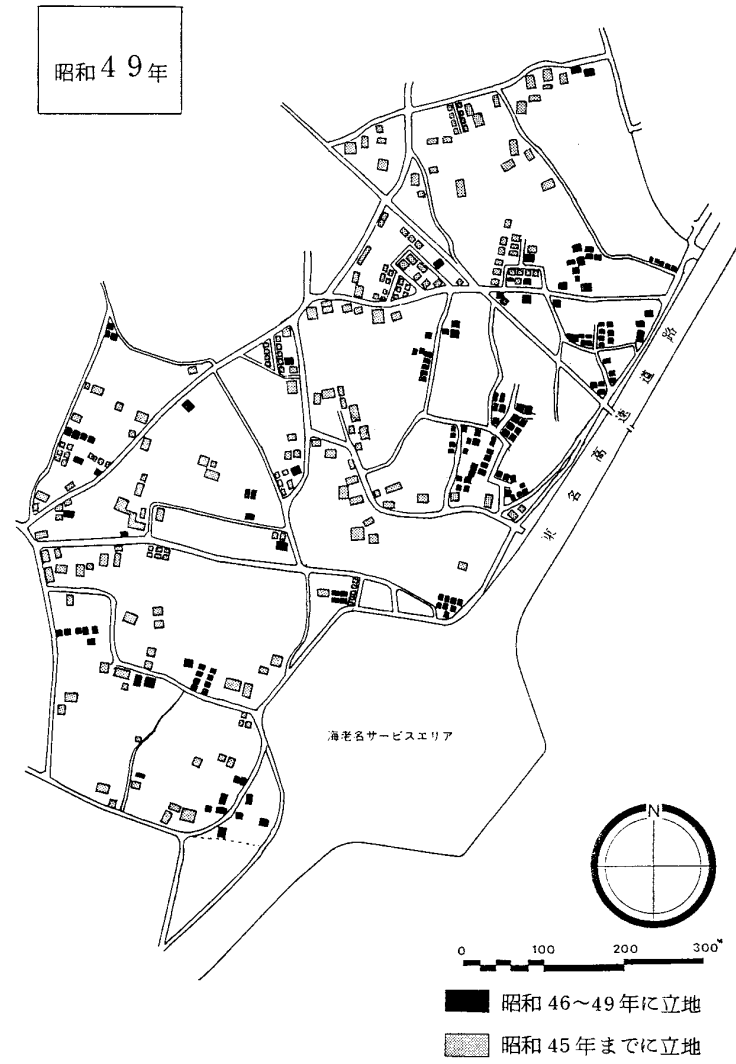 昭和49年
東名高速道路
海老名サービスエリア
N
0 100 200 300M
昭和46〜49年に立地
昭和45年までに立地